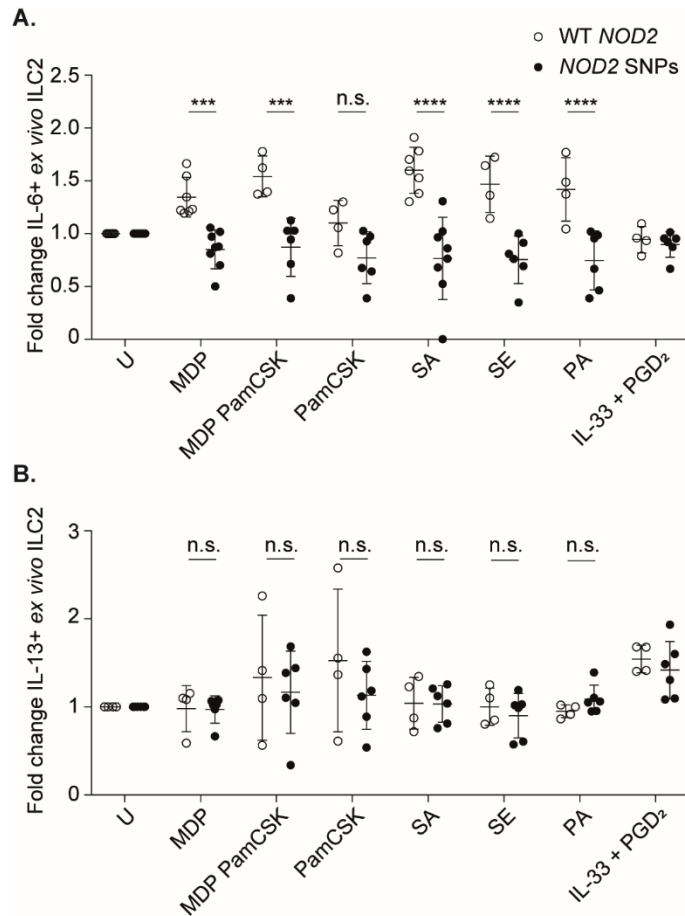 A.
WT NOD2
NOD2 SNPs
Fold change IL-6+ ex vivo ILC2
2.5
2.0
1.5
1.0
0.5
0
*** *** n.s. **** **** ****
U
MDP
MDP PamCSK
PamCSK
SA
SE
PA
IL-33 + PGD₂
B.
Fold change IL-13+ ex vivo ILC2
3
2
1
0
n.s. n.s. n.s. n.s. n.s. n.s.
U
MDP
MDP PamCSK
PamCSK
SA
SE
PA
IL-33 + PGD₂